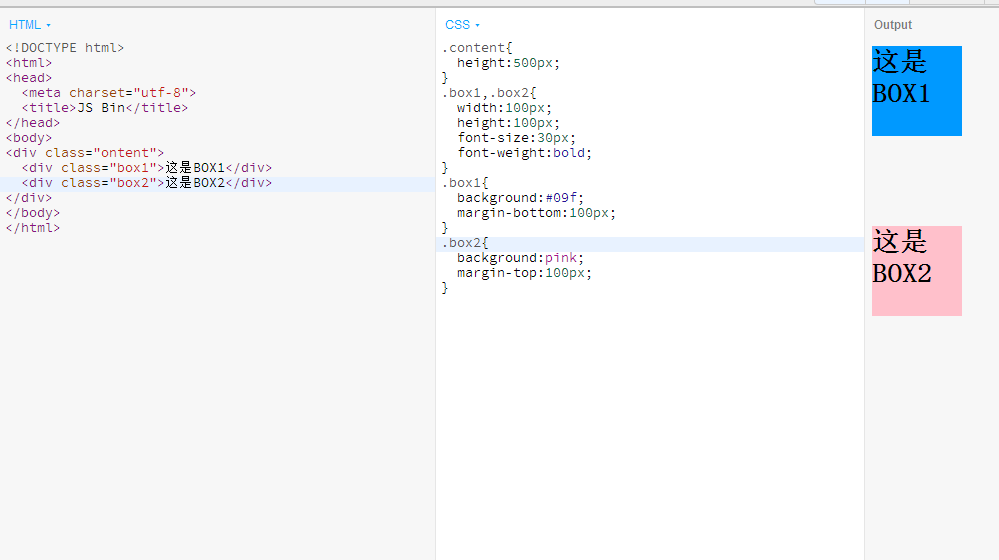 HTML
<!DOCTYPE html>
<html>
<head>
  <meta charset="utf-8">
  <title>JS Bin</title>
</head>
<body>
<div class="ontent">
  <div class="box1">这是BOX1</div>
  <div class="box2">这是BOX2</div>
</div>
</body>
</html>
CSS
.content{
  height:500px;
}
.box1,.box2{
  width:100px;
  height:100px;
  font-size:30px;
  font-weight:bold;
}
.box1{
  background:#09f;
  margin-bottom:100px;
}
.box2{
  background:pink;
  margin-top:100px;
}
Output
这是
BOX1
这是
BOX2